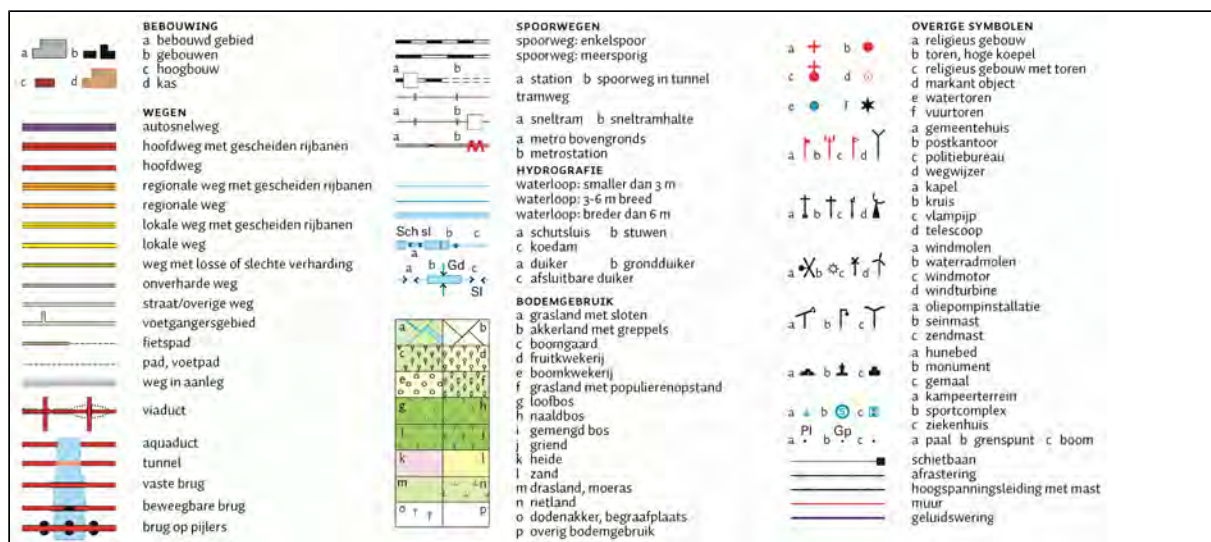 BEBOUWING
a b
a bebouwd gebied
b gebouwen
c hoogbouw
c d
d kas
WEGEN
autosnelweg
hoofdweg met gescheiden rijbanen
hoofdweg
regionale weg met gescheiden rijbanen
regionale weg
lokale weg met gescheiden rijbanen
lokale weg
weg met losse of slechte verharding
onverharde weg
straat/overige weg
voetgangersgebied
fietspad
pad, voetpad
weg in aanleg
viaduct
aquaduct
tunnel
vaste brug
beweegbare brug
brug op pijlers
SPOORWEGEN
spoorweg: enkelspoor
spoorweg: meersporig
a b
a station b spoorweg in tunnel
tramweg
a b
a sneltram b sneltramhalte
a b
a metro bovengronds
b metrostation
HYDROGRAFIE
waterloop: smaller dan 3 m
waterloop: 3-6 m breed
waterloop: breder dan 6 m
Sch sl b c
a
a schutsluis b stuwen
c koedam
a b Gd c
Sl
a duiker b grondduiker
c afsluitbare duiker
BODEMGEBRUIK
a b
c d
e f
g h
i j
k l
m n
o p
a grasland met sloten
b akkerland met greppels
c boomgaard
d fruitkwekerij
e boomkwekerij
f grasland met populierenopstand
g loofbos
h naaldbos
i gemengd bos
j griend
k heide
l zand
m drasland, moeras
n rietland
o dodenakker, begraafplaats
p overig bodemgebruik
OVERIGE SYMBOLEN
a b
a religieus gebouw
b toren, hoge koepel
c d
c religieus gebouw met toren
d markant object
e f
e watertoren
f vuurtoren
a b c d
a gemeentehuis
b postkantoor
c politiebureau
d wegwijzer
a b c d
a kapel
b kruis
c vlampijp
d telescoop
a b c d
a windmolen
b waterradmolen
c windmotor
d windturbine
a b c
a oliepompinstallatie
b seinmast
c zendmast
a b c
a hunebed
b monument
c gemaal
a b S c
a kampeerterrein
b sportcomplex
c ziekenhuis
Pl Gp
a b c
a paal b grenspunt c boom
schietbaan
afrastering
hoogspanningsleiding met mast
muur
geluidswering